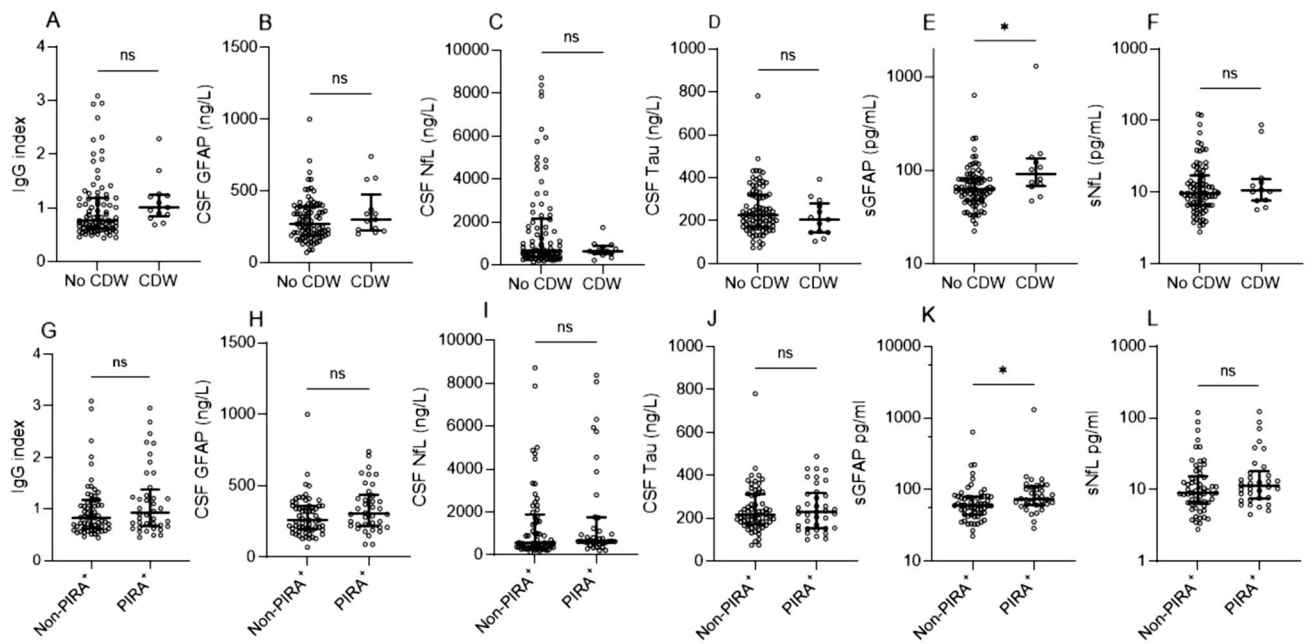 A
IgG index
ns
4
3
2
1
0
No CDW
CDW
B
CSF GFAP (ng/L)
ns
1500
1000
500
0
No CDW
CDW
C
CSF NfL (ng/L)
ns
10000
8000
6000
4000
2000
0
No CDW
CDW
D
CSF Tau (ng/L)
ns
1000
800
600
400
200
0
No CDW
CDW
E
sGFAP (pg/mL)
*
1000
100
10
No CDW
CDW
F
sNfL (pg/mL)
ns
1000
100
10
1
No CDW
CDW
G
IgG index
ns
4
3
2
1
0
Non-PIRA⁺
PIRA⁺
H
CSF GFAP (ng/L)
ns
1500
1000
500
0
Non-PIRA⁺
PIRA⁺
I
CSF NfL (ng/L)
ns
10000
8000
6000
4000
2000
0
Non-PIRA⁺
PIRA⁺
J
CSF Tau (ng/L)
ns
1000
800
600
400
200
0
Non-PIRA⁺
PIRA⁺
K
sGFAP pg/ml
*
10000
1000
100
10
Non-PIRA⁺
PIRA⁺
L
sNfL pg/ml
ns
1000
100
10
1
Non-PIRA⁺
PIRA⁺